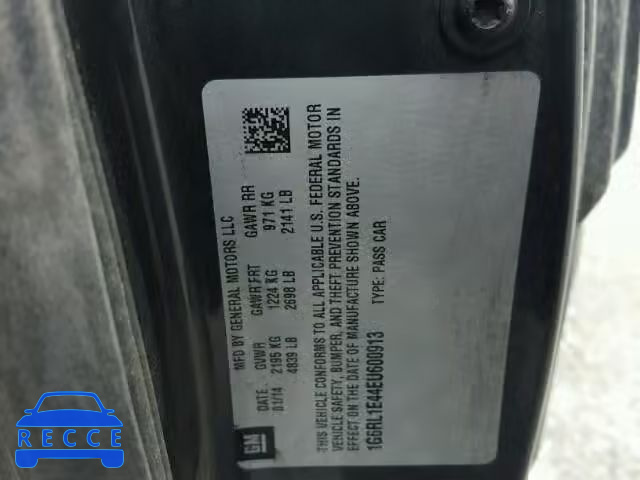 MFD BY GENERAL MOTORS LLC
DATE GVWR GAWR FRT GAWR RR
01/14 2195 KG 1224 KG 971 KG
4839 LB 2698 LB 2141 LB
GM
THIS VEHICLE CONFORMS TO ALL APPLICABLE U.S. FEDERAL MOTOR
VEHICLE SAFETY, BUMPER, AND THEFT PREVENTION STANDARDS IN
EFFECT ON THE DATE OF MANUFACTURE SHOWN ABOVE.
1G6RL1E44EU600913 TYPE: PASS CAR
RECCE